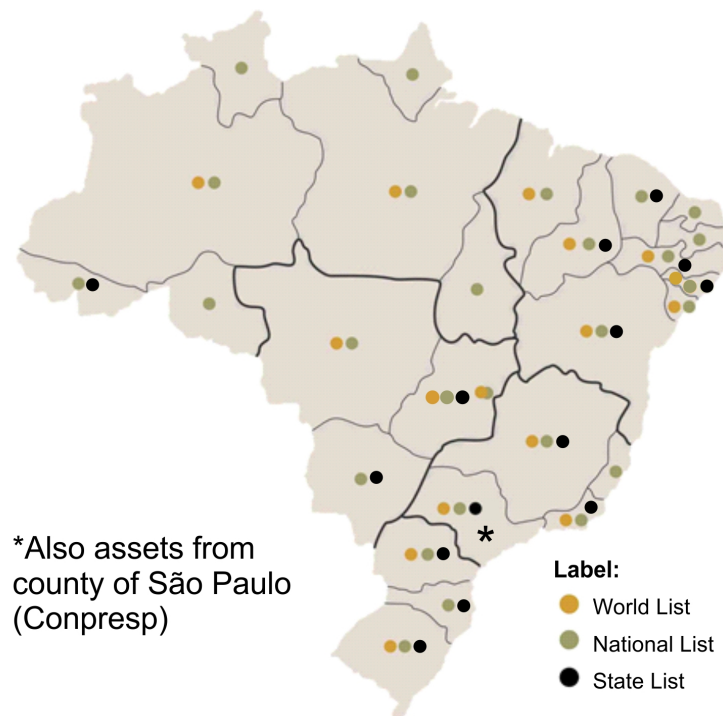 *
*Also assets from
county of São Paulo
(Conpresp)
Label:
World List
National List
State List